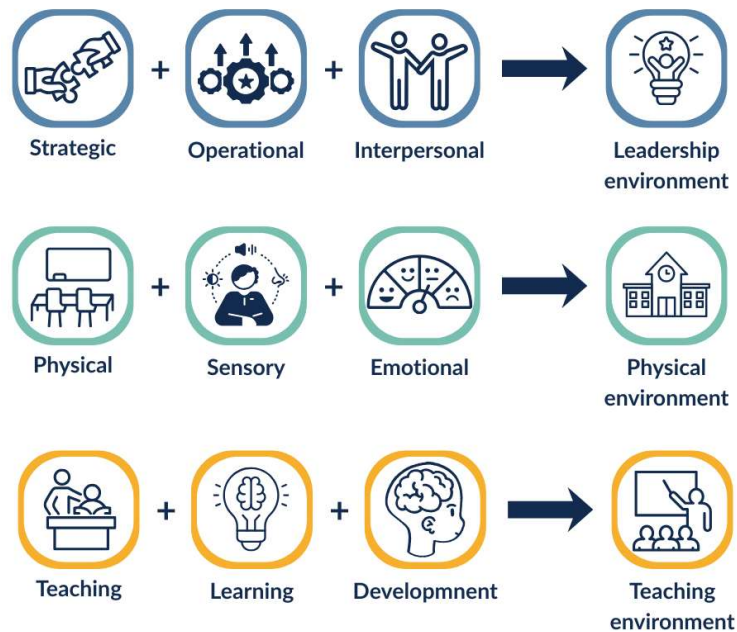 + + 
Strategic Operational Interpersonal Leadership
environment
+ +
Physical Sensory Emotional Physical
environment
+ +
Teaching Learning Developmnent Teaching
environment